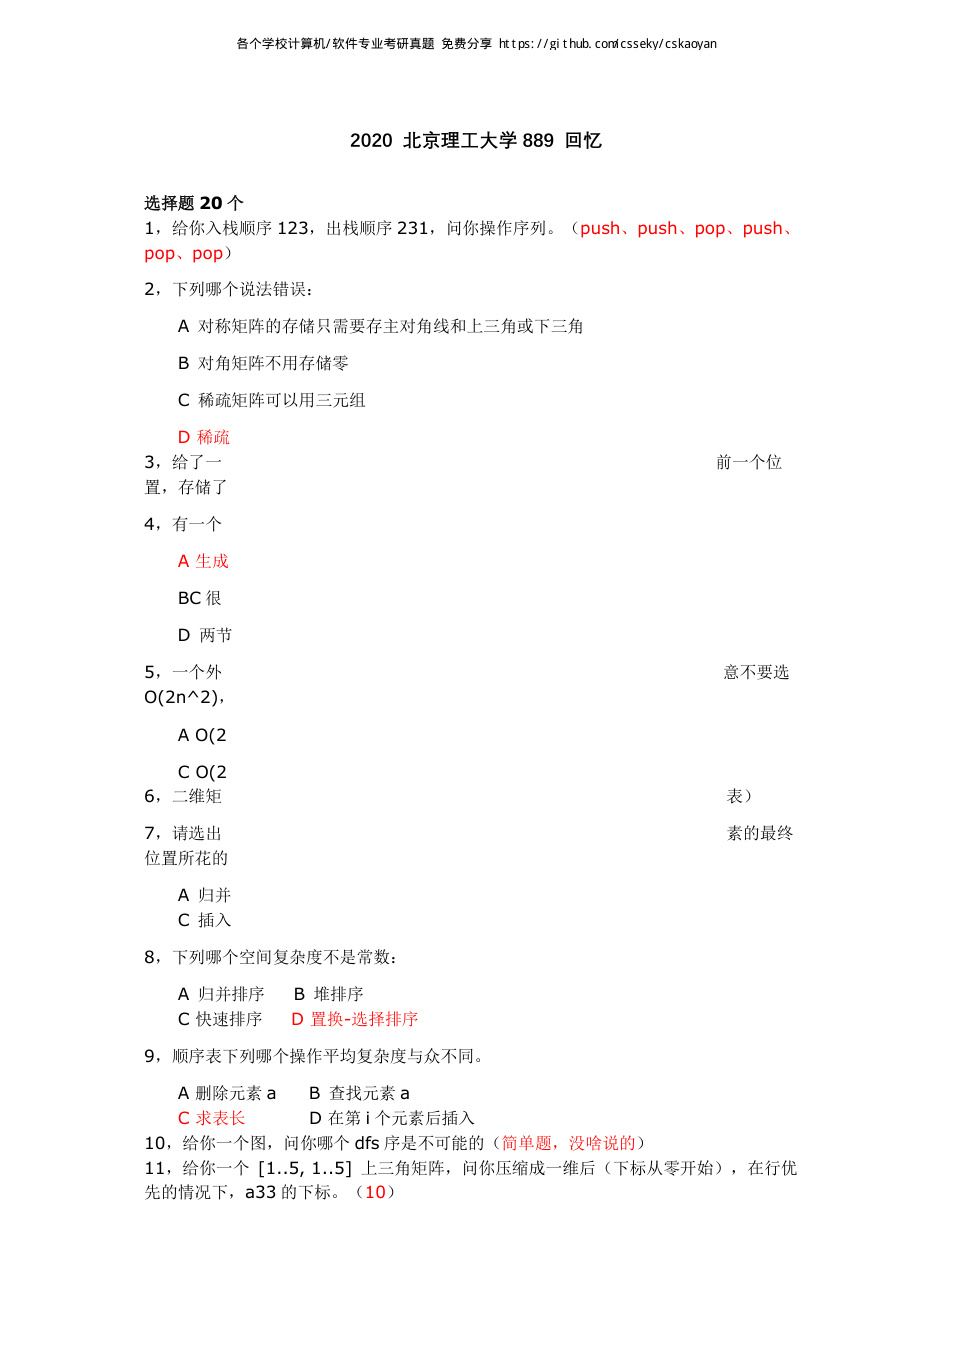 各个学校计算机/软件专业考研真题 免费分享 https://github.com/csseky/cskaoyan
2020 北京理工大学 889 回忆
选择题 20 个
1，给你入栈顺序 123，出栈顺序 231，问你操作序列。（push、push、pop、push、
pop、pop）
2，下列哪个说法错误：
A 对称矩阵的存储只需要存主对角线和上三角或下三角
B 对角矩阵不用存储零
C 稀疏矩阵可以用三元组
D 稀疏
3，给了一 前一个位
置，存储了
4，有一个
A 生成
BC 很
D 两节
5，一个外 意不要选
O(2n^2)，
A O(2
C O(2
6，二维矩 表）
7，请选出 素的最终
位置所花的
A 归并
C 插入
8，下列哪个空间复杂度不是常数：
A 归并排序 B 堆排序
C 快速排序 D 置换-选择排序
9，顺序表下列哪个操作平均复杂度与众不同。
A 删除元素 a B 查找元素 a
C 求表长 D 在第 i 个元素后插入
10，给你一个图，问你哪个 dfs 序是不可能的（简单题，没啥说的）
11，给你一个 [1..5, 1..5] 上三角矩阵，问你压缩成一维后（下标从零开始），在行优
先的情况下，a33 的下标。（10）